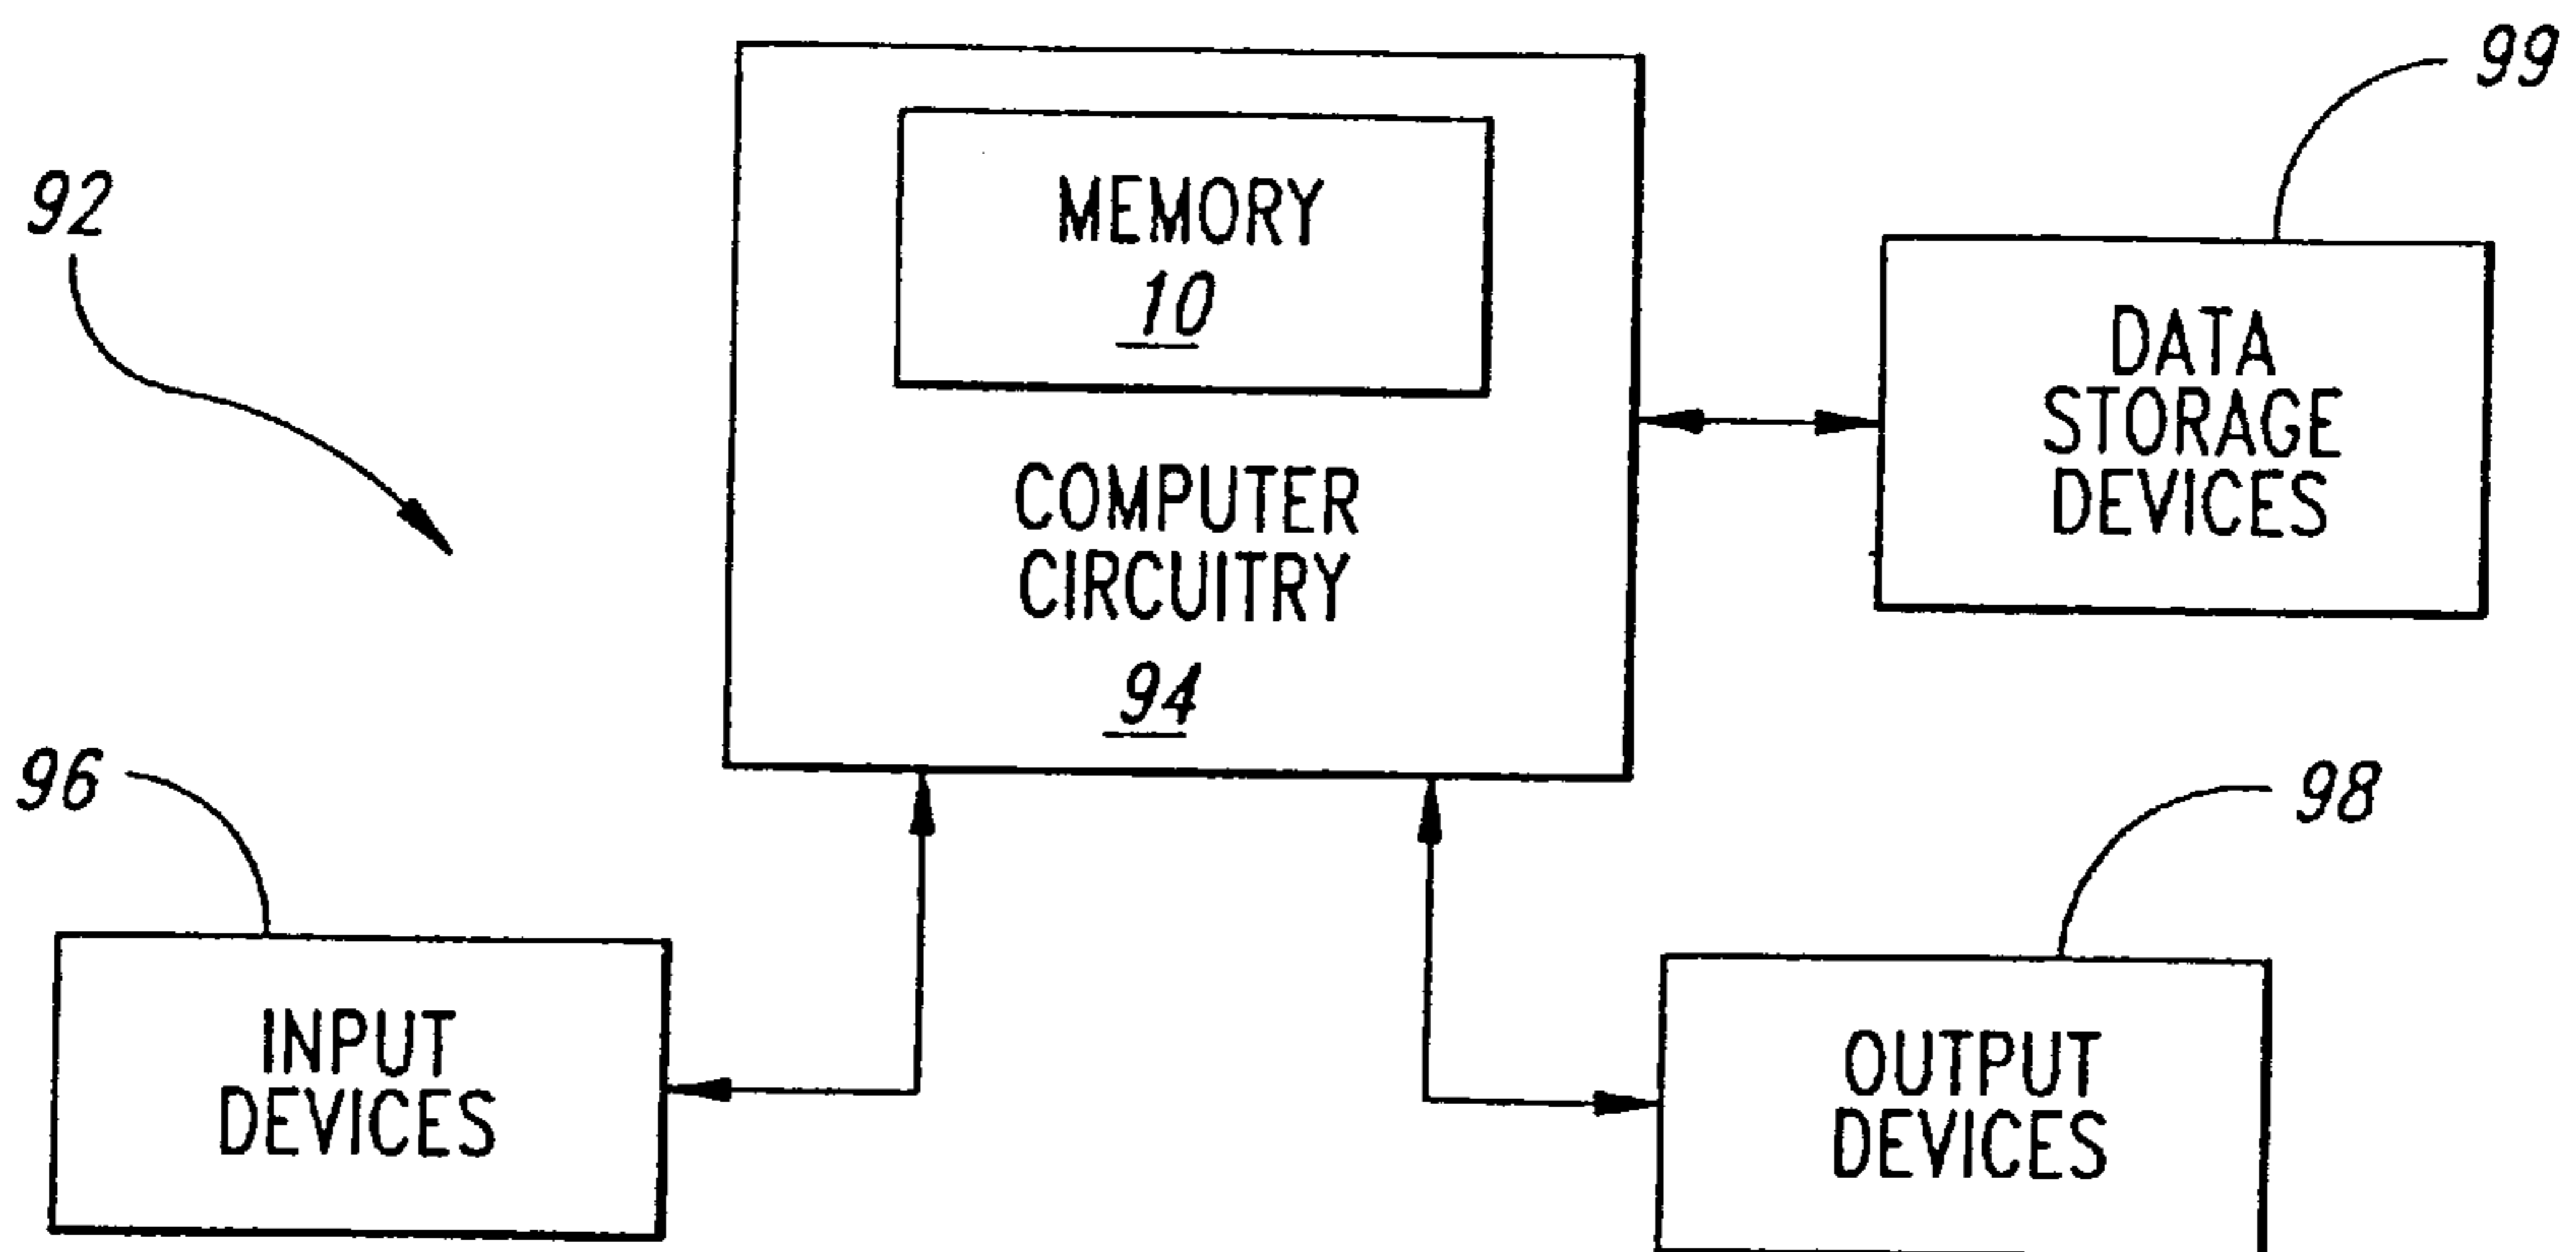 99
92
MEMORY
10
DATA
STORAGE
DEVICES
COMPUTER
CIRCUITRY
94
96
98
INPUT
DEVICES
OUTPUT
DEVICES